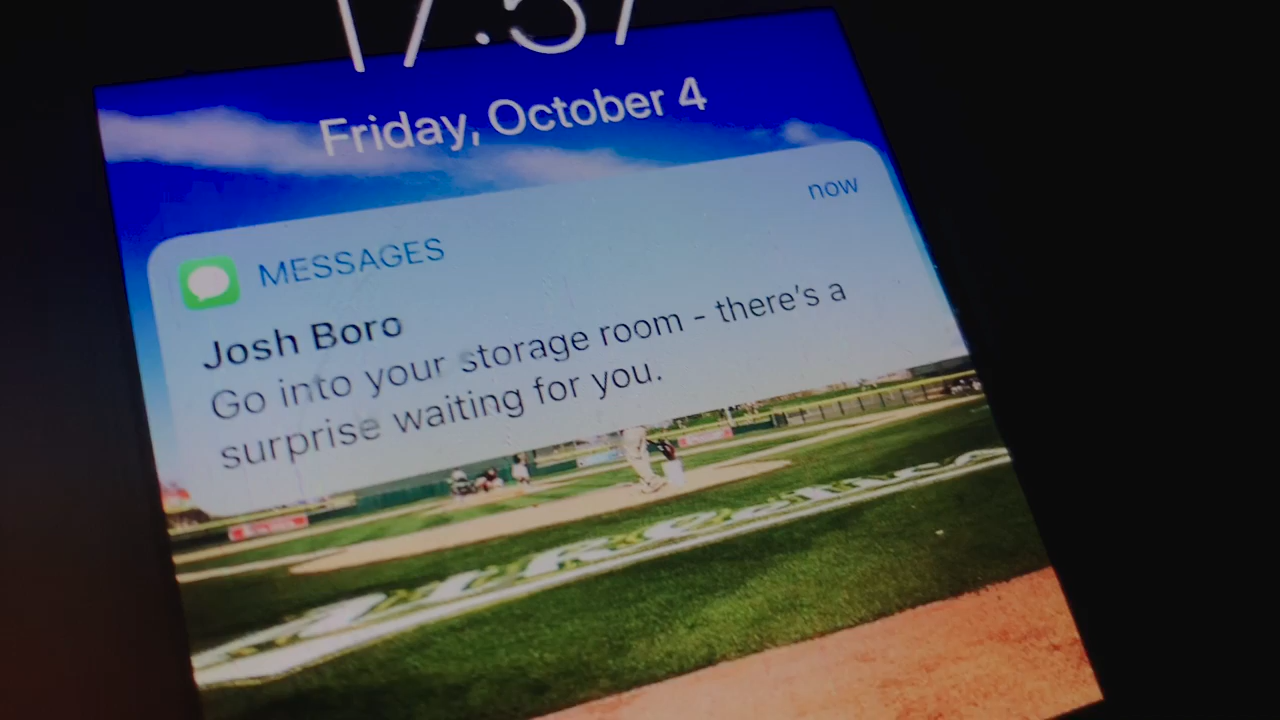 17:57
Friday, October 4
now
MESSAGES
Josh Boro
Go into your storage room - there's a
surprise waiting for you.